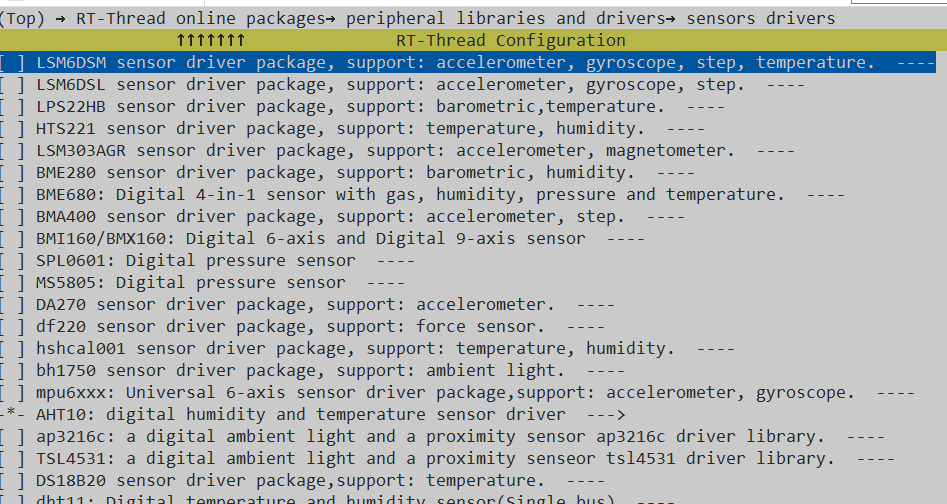 (Top) → RT-Thread online packages→ peripheral libraries and drivers→ sensors drivers
↑↑↑↑↑↑↑ RT-Thread Configuration
[ ] LSM6DSM sensor driver package, support: accelerometer, gyroscope, step, temperature.  ----
[ ] LSM6DSL sensor driver package, support: accelerometer, gyroscope, step.  ----
[ ] LPS22HB sensor driver package, support: barometric,temperature.  ----
[ ] HTS221 sensor driver package, support: temperature, humidity.  ----
[ ] LSM303AGR sensor driver package, support: accelerometer, magnetometer.  ----
[ ] BME280 sensor driver package, support: barometric, humidity.  ----
[ ] BME680: Digital 4-in-1 sensor with gas, humidity, pressure and temperature.  ----
[ ] BMA400 sensor driver package, support: accelerometer, step.  ----
[ ] BMI160/BMX160: Digital 6-axis and Digital 9-axis sensor  ----
[ ] SPL0601: Digital pressure sensor  ----
[ ] MS5805: Digital pressure sensor  ----
[ ] DA270 sensor driver package, support: accelerometer.  ----
[ ] df220 sensor driver package, support: force sensor.  ----
[ ] hshcal001 sensor driver package, support: temperature, humidity.  ----
[ ] bh1750 sensor driver package, support: ambient light.  ----
[ ] mpu6xxx: Universal 6-axis sensor driver package,support: accelerometer, gyroscope.  ----
-*- AHT10: digital humidity and temperature sensor driver  --->
[ ] ap3216c: a digital ambient light and a proximity sensor ap3216c driver library.  ----
[ ] TSL4531: a digital ambient light and a proximity senseor tsl4531 driver library.  ----
[ ] DS18B20 sensor driver package,support: temperature.  ----
[ ] dht11: Digital temperature and humidity sensor(Single bus)  ----